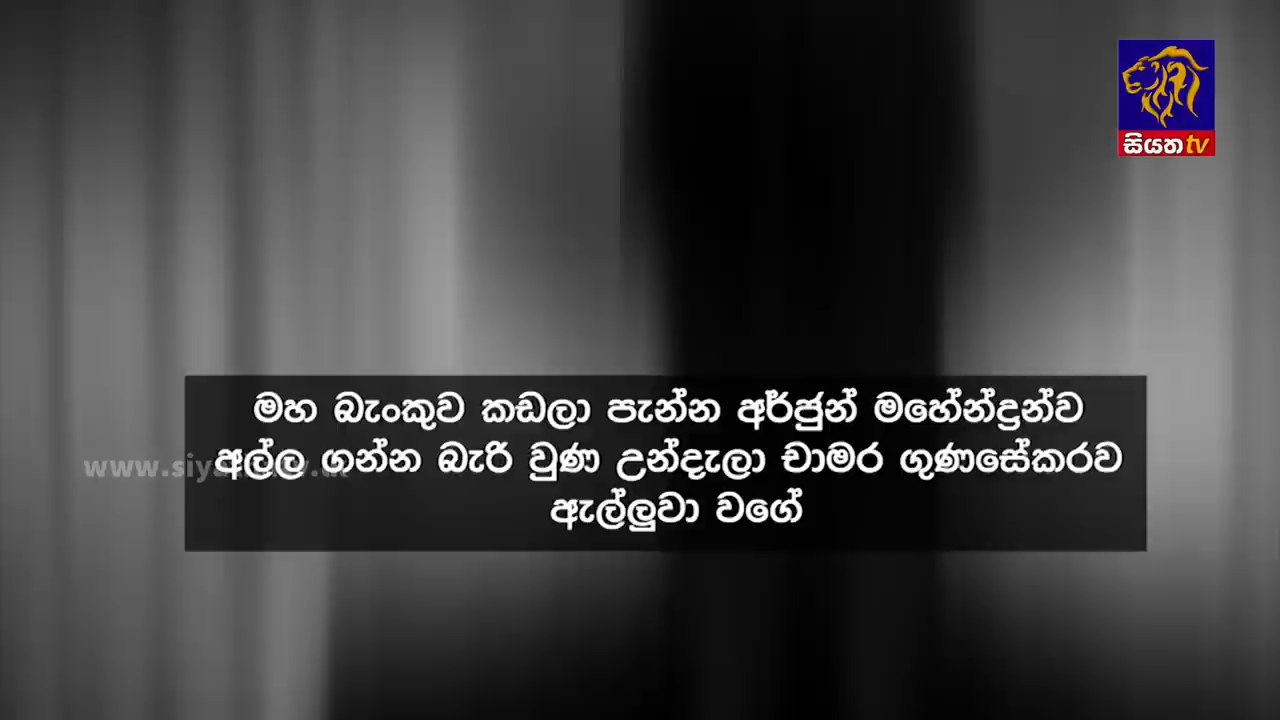 සියත tv
මහ බැංකුව කඩලා පැන්න අර්ජුන් මහේන්ද්‍රන්ව
අල්ල ගන්න බැරි වුණ උන්දැලා චාමර ගුණසේකරව
ඇල්ලුවා වගේ